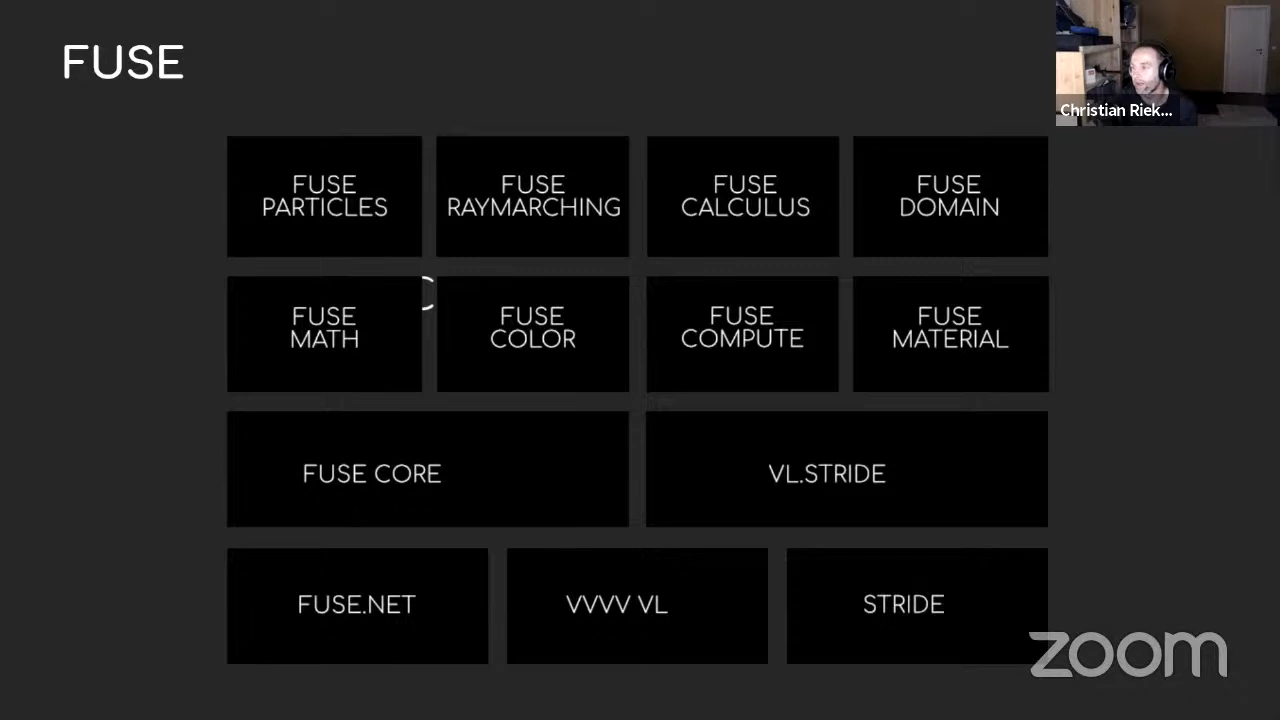 FUSE
Christian Riek...
FUSE
PARTICLES
FUSE
RAYMARCHING
FUSE
CALCULUS
FUSE
DOMAIN
FUSE
MATH
FUSE
COLOR
FUSE
COMPUTE
FUSE
MATERIAL
FUSE CORE
VL.STRIDE
FUSE.NET
VVVV VL
STRIDE
zoom